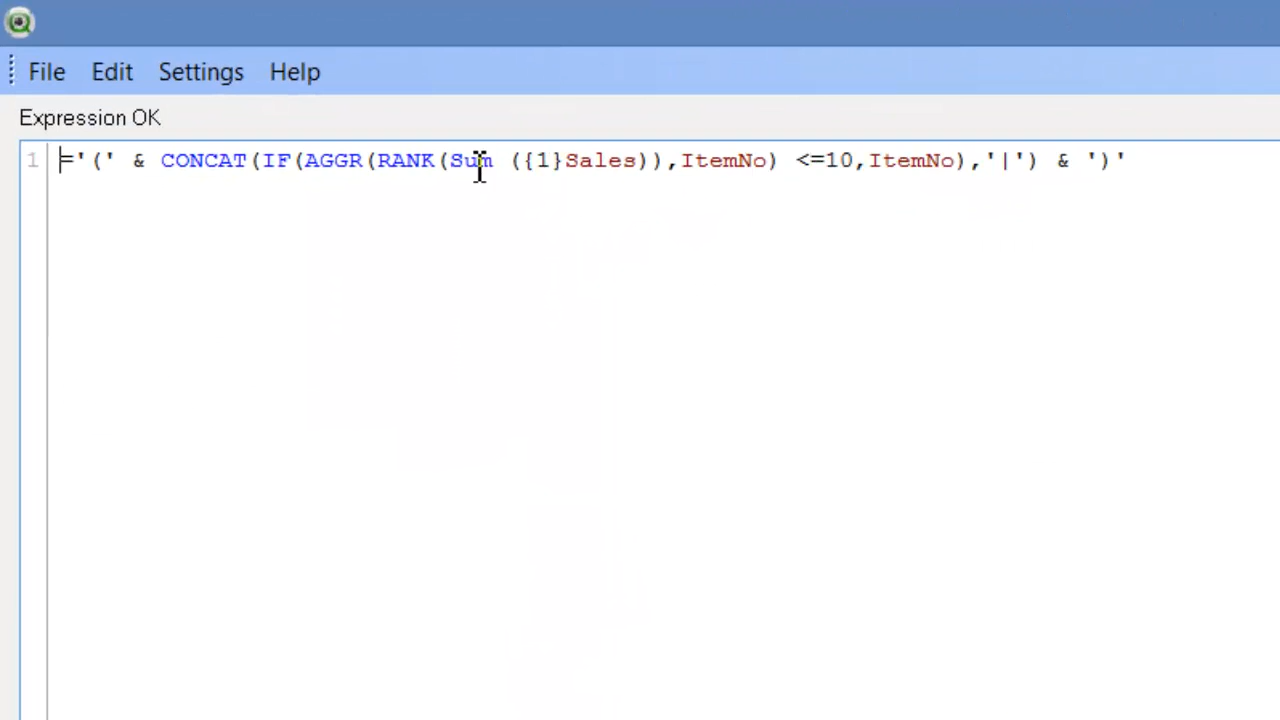 File Edit Settings Help
Expression OK
1 ='(' & CONCAT(IF(AGGR(RANK(Sum ({1}Sales)),ItemNo) <=10,ItemNo),'|') & ')'